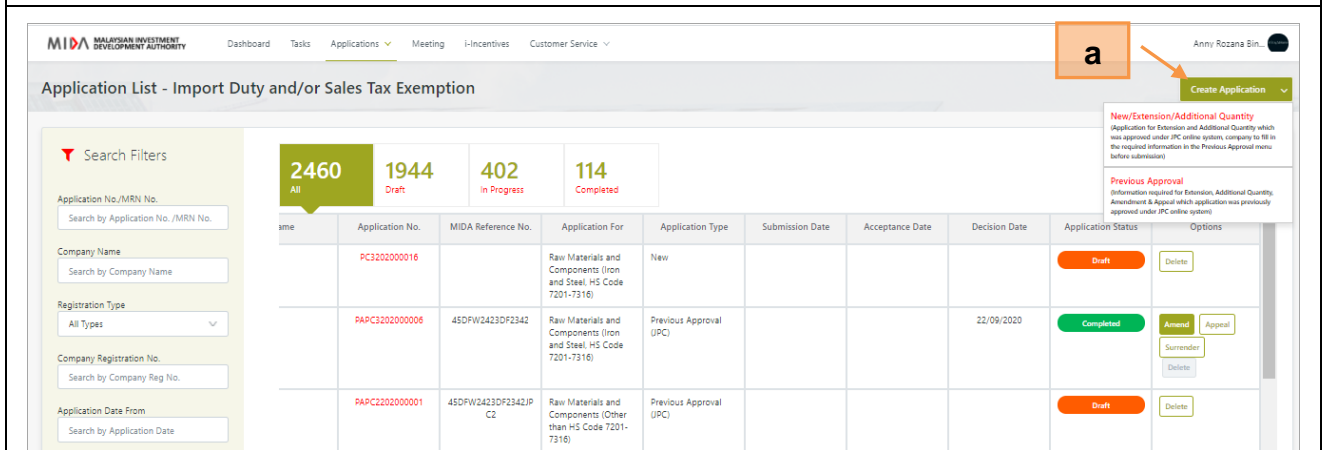 MIDA MALAYSIAN INVESTMENT
DEVELOPMENT AUTHORITY
Dashboard Tasks Applications Meeting i-Incentives Customer Service
Anny Rozana Bin...
a
Application List - Import Duty and/or Sales Tax Exemption
Create Application
New/Extension/Additional Quantity
(Application for Extension and Additional Quantity which
was approved under JPC online system, company to fill in
the required information in the Previous Approval menu
before submission)
Previous Approval
(Information required for Extension, Additional Quantity,
Amendment & Appeal which application was previously
approved under JPC online system)
Search Filters
Application No./MRN No.
Search by Application No. /MRN No.
Company Name
Search by Company Name
Registration Type
All Types
Company Registration No.
Search by Company Reg No.
Application Date From
Search by Application Date
2460 1944 402 114
All Draft In Progress Completed
ame Application No. MIDA Reference No. Application For Application Type Submission Date Acceptance Date Decision Date Application Status Options
PC3202000016 Raw Materials and New Draft Delete
Components (Iron
and Steel, HS Code
7201-7316)
PAPC3202000006 45DFW2423DF2342 Raw Materials and Previous Approval 22/09/2020 Completed Amend Appeal
Components (Iron (JPC)
and Steel, HS Code Surrender
7201-7316) Delete
PAPC2202000001 45DFW2423DF2342JP Raw Materials and Previous Approval Draft Delete
C2 Components (Other (JPC)
than HS Code 7201-
7316)